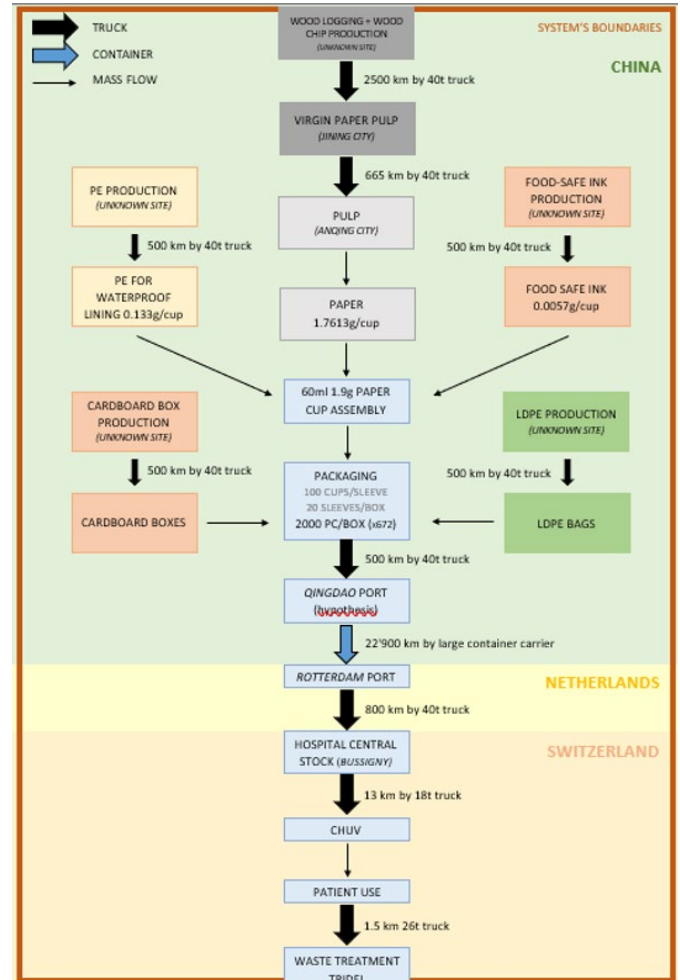 TRUCK
CONTAINER
MASS FLOW
WOOD LOGGING + WOOD
CHIP PRODUCTION
(UNKNOWN SITE)
SYSTEM'S BOUNDARIES
CHINA
2500 km by 40t truck
VIRGIN PAPER PULP
(JINING CITY)
665 km by 40t truck
PE PRODUCTION
(UNKNOWN SITE)
PULP
(ANQING CITY)
FOOD-SAFE INK
PRODUCTION
(UNKNOWN SITE)
500 km by 40t truck
500 km by 40t truck
PE FOR
WATERPROOF
LINING 0.133g/cup
PAPER
1.7613g/cup
FOOD SAFE INK
0.0057g/cup
60ml 1.9g PAPER
CUP ASSEMBLY
CARDBOARD BOX
PRODUCTION
(UNKNOWN SITE)
LDPE PRODUCTION
(UNKNOWN SITE)
500 km by 40t truck
PACKAGING
100 CUPS/SLEEVE
20 SLEEVES/BOX
2000 PC/BOX (x672)
500 km by 40t truck
CARDBOARD BOXES
LDPE BAGS
500 km by 40t truck
QINGDAO PORT
(hypothesis)
22'900 km by large container carrier
ROTTERDAM PORT
NETHERLANDS
800 km by 40t truck
HOSPITAL CENTRAL
STOCK (BUSSIGNY)
SWITZERLAND
13 km by 18t truck
CHUV
PATIENT USE
1.5 km 26t truck
WASTE TREATMENT
TRIDEL